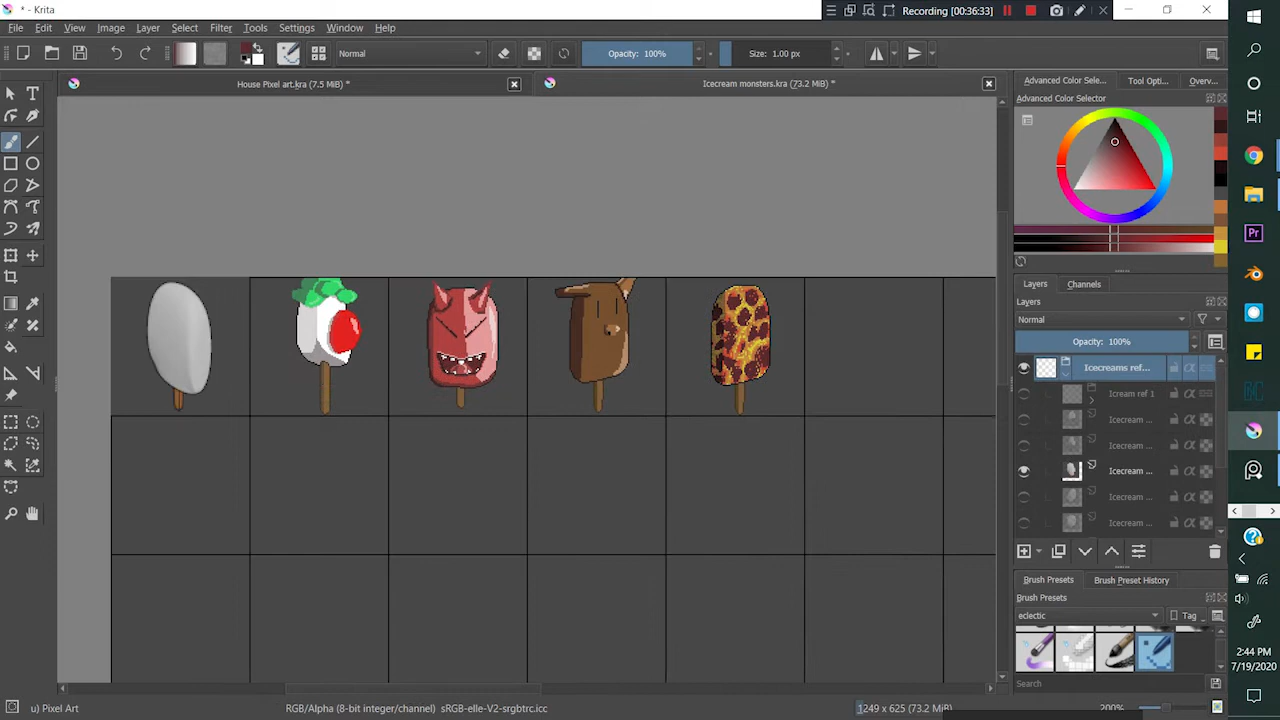 * - Krita
Recording [00:36:33]
File Edit View Image Layer Select Filter Tools Settings Window Help
Normal
Opacity: 100%
Size: 1.00 px
House Pixel art.kra (7.5 MiB) *
Icecream monsters.kra (73.2 MiB) *
Advanced Color Sele...
Tool Opti...
Overv...
Advanced Color Selector
Layers
Channels
Layers
Normal
Opacity: 100%
Icecreams ref...
Icream ref 1
Icecream ...
Icecream ...
Icecream ...
Icecream ...
Icecream ...
Brush Presets
Brush Preset History
Brush Presets
eclectic
Tag
Search
Pr
2:44 PM
7/19/2020
u) Pixel Art
RGB/Alpha (8-bit integer/channel) sRGB-elle-V2-srgbtrc.icc
1249 x 625 (73.2 MiB)
200%